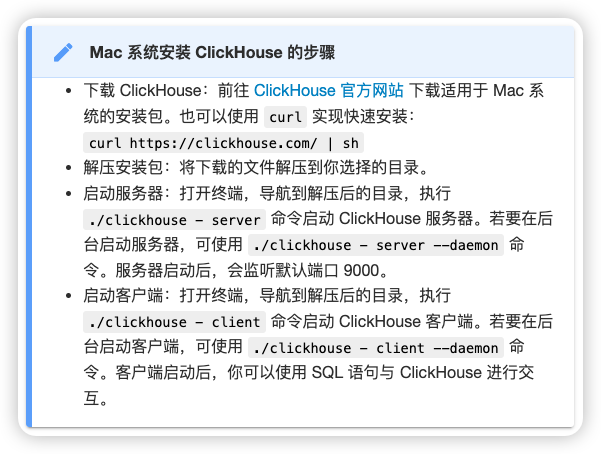 Mac 系统安装 ClickHouse 的步骤
• 下载 ClickHouse：前往 ClickHouse 官方网站 下载适用于 Mac 系
统的安装包。也可以使用 curl 实现快速安装：
curl https://clickhouse.com/ | sh
• 解压安装包：将下载的文件解压到你选择的目录。
• 启动服务器：打开终端，导航到解压后的目录，执行
./clickhouse - server 命令启动 ClickHouse 服务器。若要在后
台启动服务器，可使用 ./clickhouse - server --daemon 命
令。服务器启动后，会监听默认端口 9000。
• 启动客户端：打开终端，导航到解压后的目录，执行
./clickhouse - client 命令启动 ClickHouse 客户端。若要在后
台启动客户端，可使用 ./clickhouse - client --daemon 命
令。客户端启动后，你可以使用 SQL 语句与 ClickHouse 进行交
互。